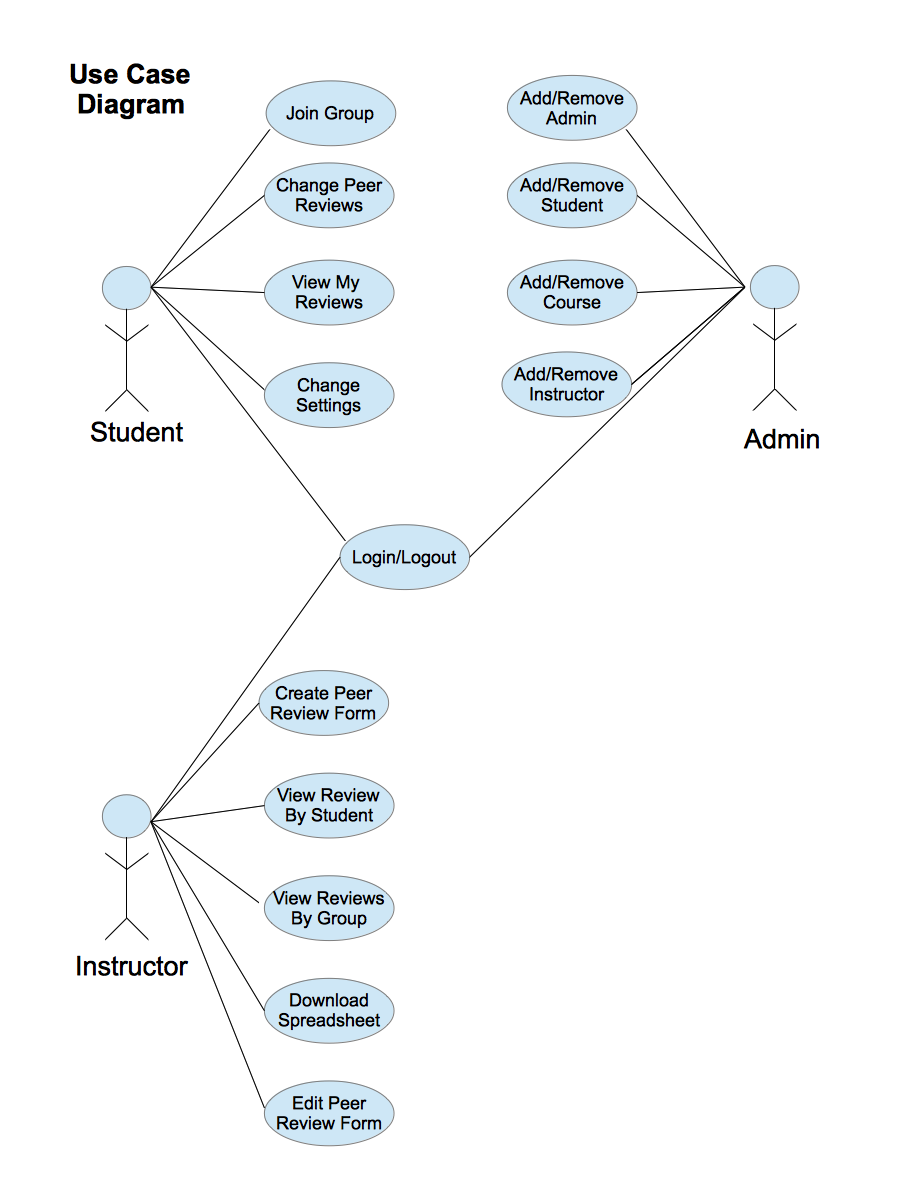 Use Case
Diagram
Join Group
Change Peer
Reviews
View My
Reviews
Change
Settings
Student
Add/Remove
Admin
Add/Remove
Student
Add/Remove
Course
Add/Remove
Instructor
Admin
Login/Logout
Create Peer
Review Form
View Review
By Student
View Reviews
By Group
Download
Spreadsheet
Edit Peer
Review Form
Instructor